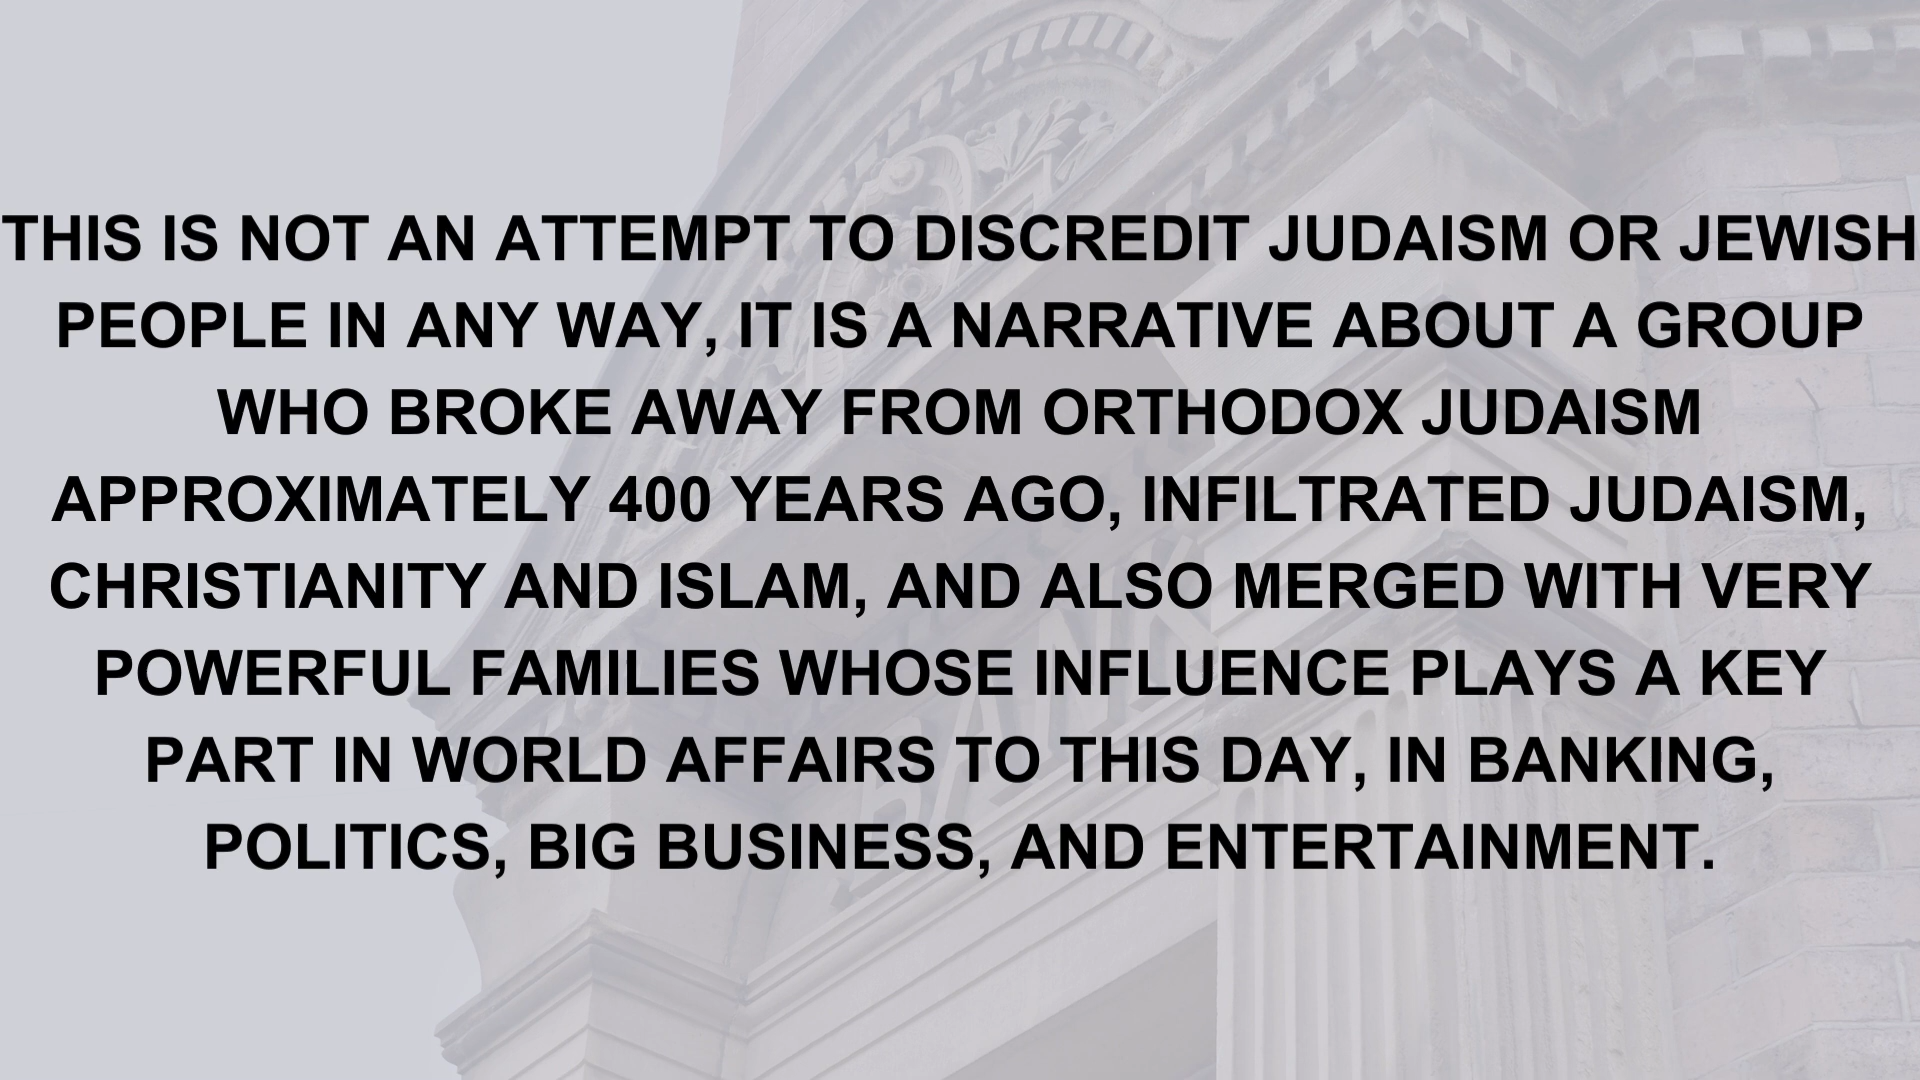 THIS IS NOT AN ATTEMPT TO DISCREDIT JUDAISM OR JEWISH
PEOPLE IN ANY WAY, IT IS A NARRATIVE ABOUT A GROUP
WHO BROKE AWAY FROM ORTHODOX JUDAISM
APPROXIMATELY 400 YEARS AGO, INFILTRATED JUDAISM,
CHRISTIANITY AND ISLAM, AND ALSO MERGED WITH VERY
POWERFUL FAMILIES WHOSE INFLUENCE PLAYS A KEY
PART IN WORLD AFFAIRS TO THIS DAY, IN BANKING,
POLITICS, BIG BUSINESS, AND ENTERTAINMENT.
BANK